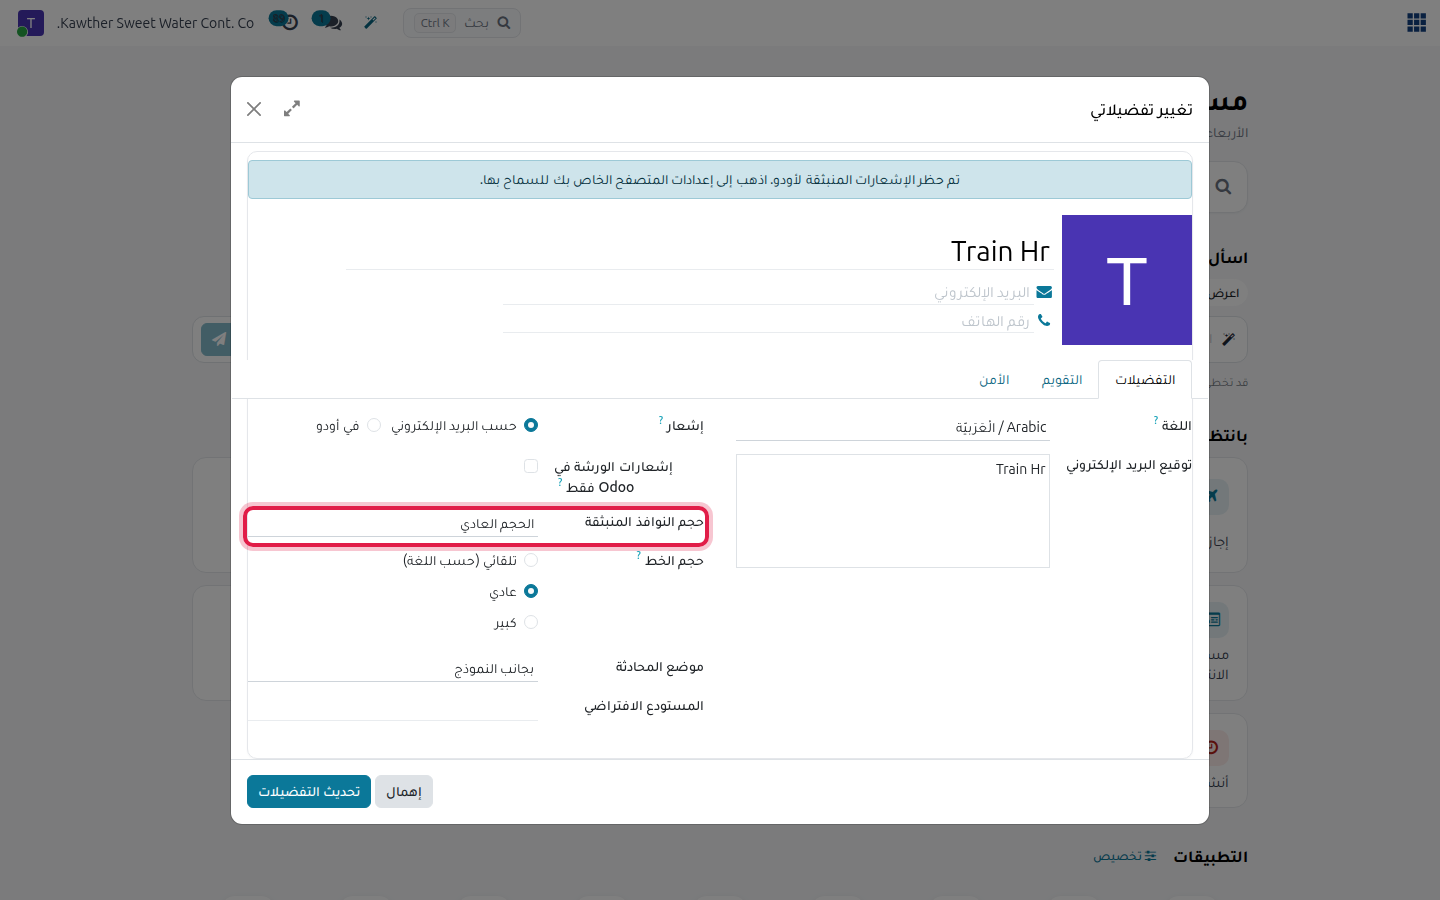 T
Kawther Sweet Water Cont. Co.
بحث
Ctrl K
تغيير تفضيلاتي
تم حظر الإشعارات المنبثقة لأودو. اذهب إلى إعدادات المتصفح الخاص بك للسماح بها.
T
Train Hr
البريد الإلكتروني
رقم الهاتف
التفضيلات
التقويم
الأمن
اللغة ?
Arabic / الْعَرَبيّة
توقيع البريد الإلكتروني
Train Hr
إشعار ?
حسب البريد الإلكتروني
في أودو
إشعارات الورشة في
Odoo فقط ?
حجم النوافذ المنبثقة
الحجم العادي
حجم الخط ?
تلقائي (حسب اللغة)
عادي
كبير
موضع المحادثة
بجانب النموذج
المستودع الافتراضي
تحديث التفضيلات
إهمال
الأربعاء
اسأل
اعرض
التطبيقات
تخصيص